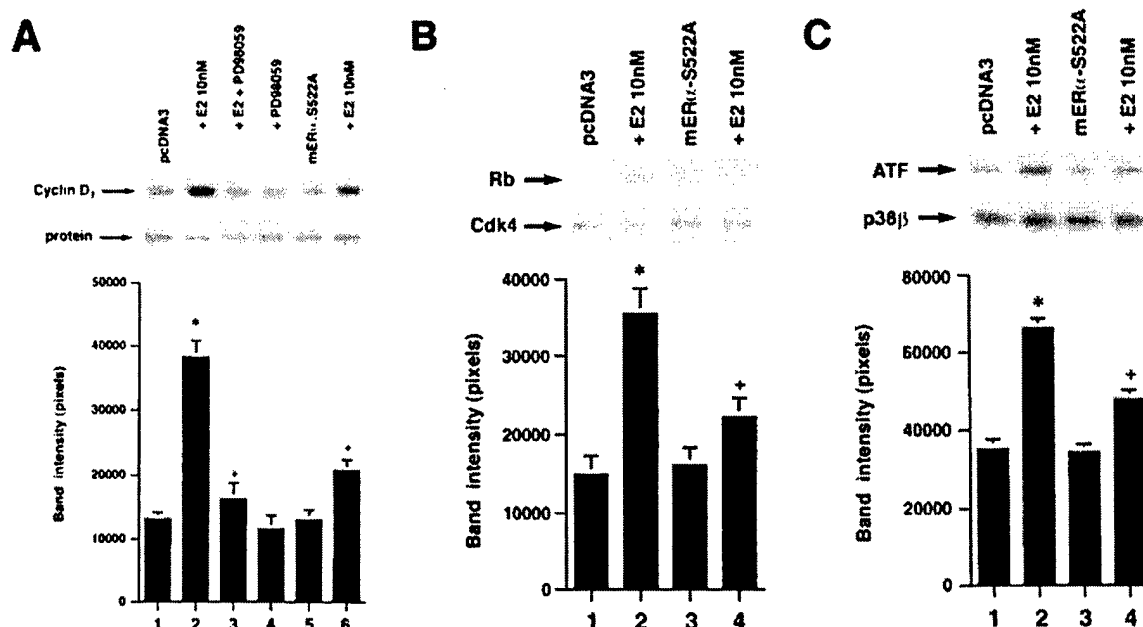 A
pcDNA3
+ E2 10nM
+ E2 + PD98059
+ PD98059
mERα-S522A
+ E2 10nM
Cyclin D1
protein
Band intensity (pixels)
50000
40000
30000
20000
10000
0
*
+
+
1 2 3 4 5 6
B
pcDNA3
+ E2 10nM
mERα-S522A
+ E2 10nM
Rb
Cdk4
Band intensity (pixels)
40000
30000
20000
10000
0
*
+
1 2 3 4
C
pcDNA3
+ E2 10nM
mERα-S522A
+ E2 10nM
ATF
p38β
Band intensity (pixels)
80000
60000
40000
20000
0
*
+
1 2 3 4